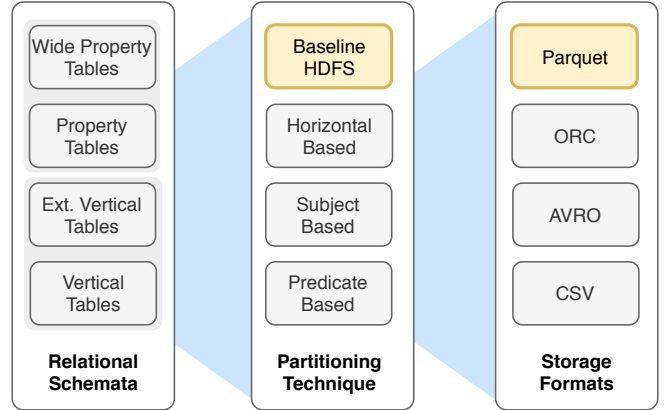 Wide Property
Tables
Property
Tables
Ext. Vertical
Tables
Vertical
Tables
Relational
Schemata
Baseline
HDFS
Horizontal
Based
Subject
Based
Predicate
Based
Partitioning
Technique
Parquet
ORC
AVRO
CSV
Storage
Formats